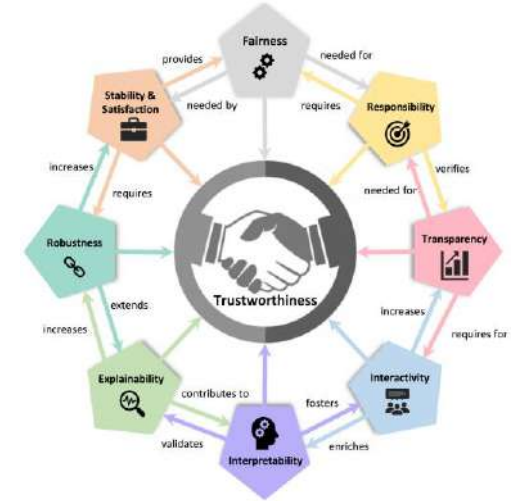 Fairness
provides
needed for
needed by
requires
Stability &
Satisfaction
Responsibility
increases
requires
needed for
verifies
Robustness
Transparency
Trustworthiness
extends
increases
increases
requires for
Explainability
Interactivity
contributes to
fosters
validates
enriches
Interpretability